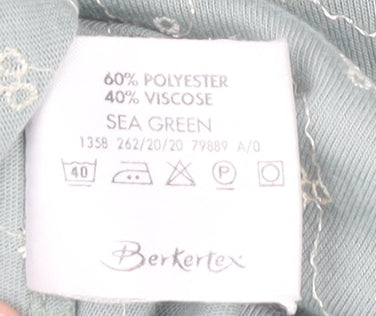 60% POLYESTER
40% VISCOSE
SEA GREEN
1358 262/20/20 79889 A/0
40 P
Berkertex